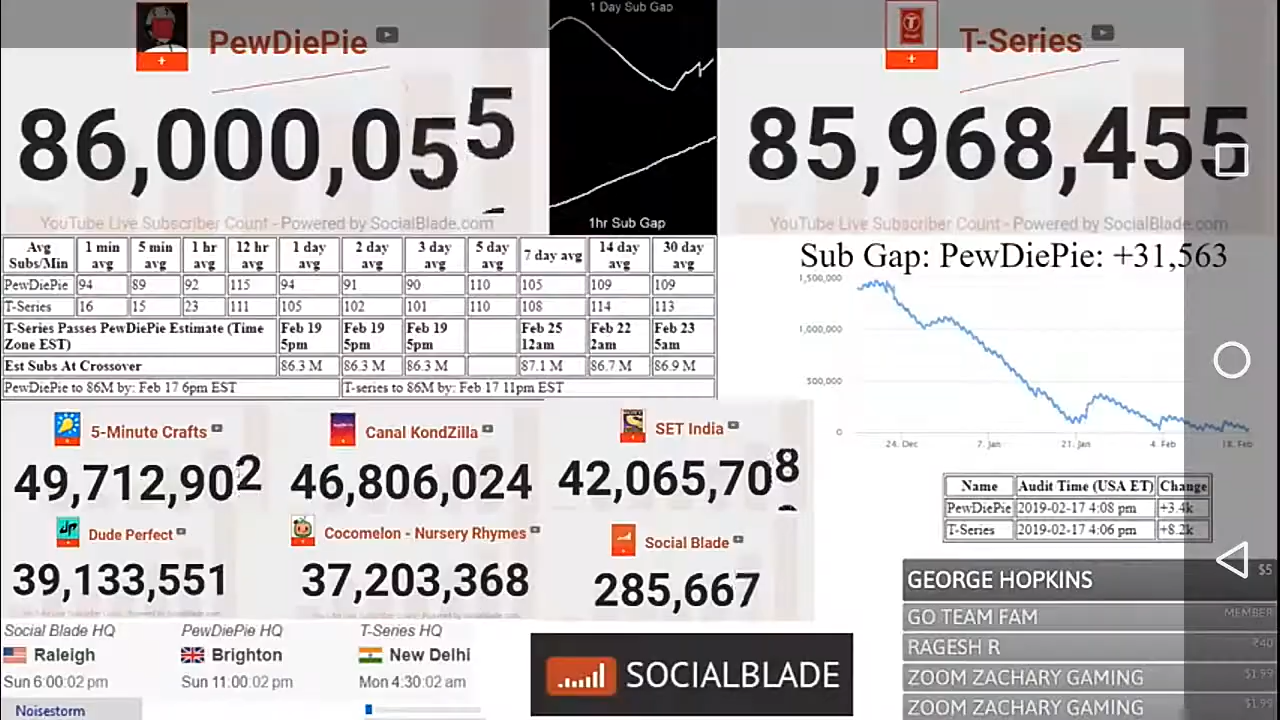 PewDiePie
86,000,055
YouTube Live Subscriber Count - Powered by SocialBlade.com
1 Day Sub Gap
1hr Sub Gap
T-Series
85,968,455
YouTube Live Subscriber Count - Powered by SocialBlade.com
Avg Subs/Min 1 min avg 5 min avg 1 hr avg 12 hr avg 1 day avg 2 day avg 3 day avg 5 day avg 7 day avg 14 day avg 30 day avg
PewDiePie 94 89 92 115 94 91 90 110 105 109 109
T-Series 16 15 23 111 105 102 101 110 108 114 113
T-Series Passes PewDiePie Estimate (Time Zone EST) Feb 19 5pm Feb 19 5pm Feb 19 5pm Feb 25 12am Feb 22 2am Feb 23 5am
Est Subs At Crossover 86.3 M 86.3 M 86.3 M 87.1 M 86.7 M 86.9 M
PewDiePie to 86M by: Feb 17 6pm EST T-series to 86M by: Feb 17 11pm EST
Sub Gap: PewDiePie: +31,563
1,500,000
1,000,000
500,000
0
24. Dec 7. Jan 21. Jan 4. Feb 18. Feb
5-Minute Crafts
49,712,902
Canal KondZilla
46,806,024
SET India
42,065,708
Dude Perfect
39,133,551
Cocomelon - Nursery Rhymes
37,203,368
Social Blade
285,667
Name Audit Time (USA ET) Change
PewDiePie 2019-02-17 4:08 pm +3.4k
T-Series 2019-02-17 4:06 pm +8.2k
Social Blade HQ
Raleigh
Sun 6:00:02 pm
PewDiePie HQ
Brighton
Sun 11:00:02 pm
T-Series HQ
New Delhi
Mon 4:30:02 am
Noisestorm
SOCIALBLADE
GEORGE HOPKINS $5
GO TEAM FAM MEMBER
RAGESH R ₹40
ZOOM ZACHARY GAMING $1.99
ZOOM ZACHARY GAMING $1.99